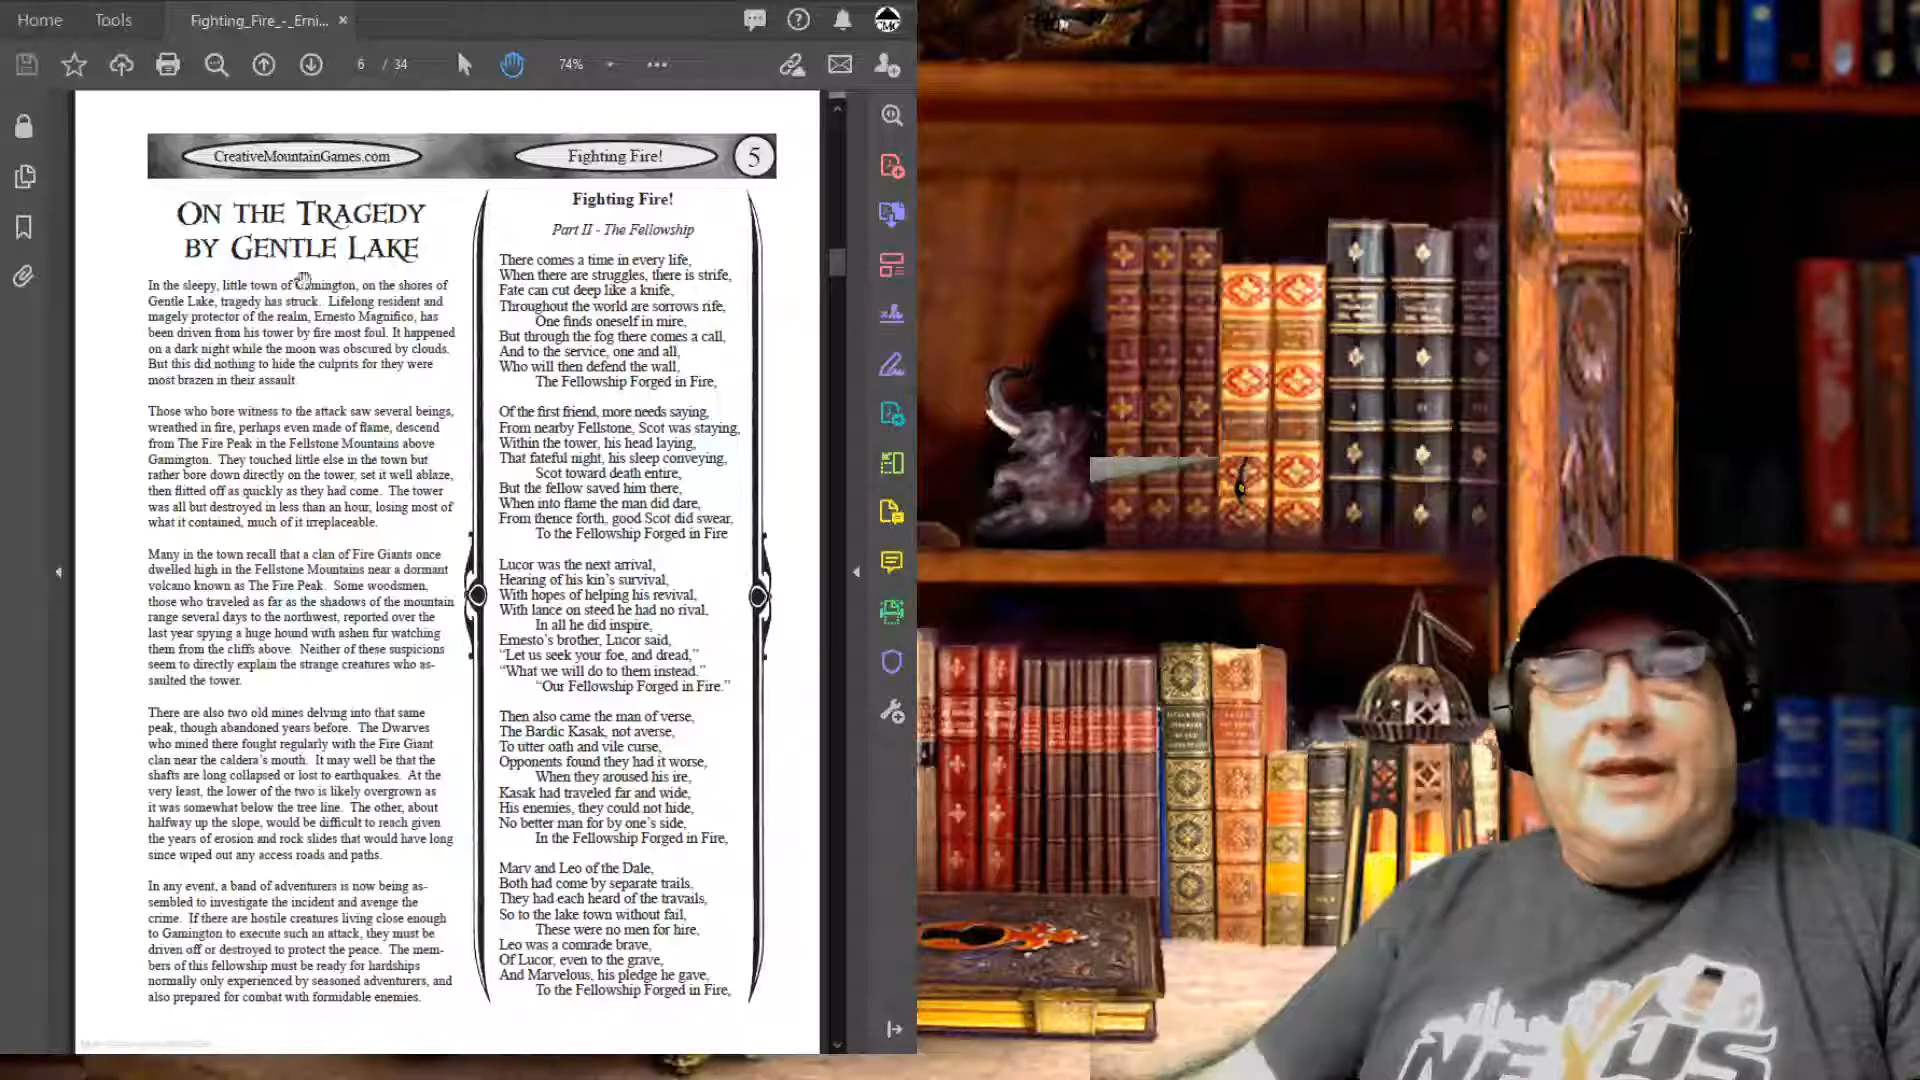 Home
Tools
Fighting_Fire_-_Erni...
CMG
6 / 34
74%
CreativeMountainGames.com
Fighting Fire!
5
ON THE TRAGEDY
BY GENTLE LAKE
In the sleepy, little town of Gamington, on the shores of
Gentle Lake, tragedy has struck. Lifelong resident and
magely protector of the realm, Ernesto Magnifico, has
been driven from his tower by fire most foul. It happened
on a dark night while the moon was obscured by clouds.
But this did nothing to hide the culprits for they were
most brazen in their assault.
Those who bore witness to the attack saw several beings,
wreathed in fire, perhaps even made of flame, descend
from The Fire Peak in the Fellstone Mountains above
Gamington. They touched little else in the town but
rather bore down directly on the tower, set it well ablaze,
then flitted off as quickly as they had come. The tower
was all but destroyed in less than an hour, losing most of
what it contained, much of it irreplaceable.
Many in the town recall that a clan of Fire Giants once
dwelled high in the Fellstone Mountains near a dormant
volcano known as The Fire Peak. Some woodsmen,
those who traveled as far as the shadows of the mountain
range several days to the northwest, reported over the
last year spying a huge hound with ashen fur watching
them from the cliffs above. Neither of these suspicions
seem to directly explain the strange creatures who as-
saulted the tower.
There are also two old mines delving into that same
peak, though abandoned years before. The Dwarves
who mined there fought regularly with the Fire Giant
clan near the caldera's mouth. It may well be that the
shafts are long collapsed or lost to earthquakes. At the
very least, the lower of the two is likely overgrown as
it was somewhat below the tree line. The other, about
halfway up the slope, would be difficult to reach given
the years of erosion and rock slides that would have long
since wiped out any access roads and paths.
In any event, a band of adventurers is now being as-
sembled to investigate the incident and avenge the
crime. If there are hostile creatures living close enough
to Gamington to execute such an attack, they must be
driven off or destroyed to protect the peace. The mem-
bers of this fellowship must be ready for hardships
normally only experienced by seasoned adventurers, and
also prepared for combat with formidable enemies.
Fighting Fire!
Part II - The Fellowship
There comes a time in every life,
When there are struggles, there is strife,
Fate can cut deep like a knife,
Throughout the world are sorrows rife,
One finds oneself in mire,
But through the fog there comes a call,
And to the service, one and all,
Who will then defend the wall,
The Fellowship Forged in Fire,
Of the first friend, more needs saying,
From nearby Fellstone, Scot was staying,
Within the tower, his head laying,
That fateful night, his sleep conveying,
Scot toward death entire,
But the fellow saved him there,
When into flame the man did dare,
From thence forth, good Scot did swear,
To the Fellowship Forged in Fire
Lucor was the next arrival,
Hearing of his kin's survival,
With hopes of helping his revival,
With lance on steed he had no rival,
In all he did inspire,
Ernesto's brother, Lucor said,
"Let us seek your foe, and dread,"
"What we will do to them instead."
"Our Fellowship Forged in Fire."
Then also came the man of verse,
The Bardic Kasak, not averse,
To utter oath and vile curse,
Opponents found they had it worse,
When they aroused his ire,
Kasak had traveled far and wide,
His enemies, they could not hide,
No better man for by one's side,
In the Fellowship Forged in Fire,
Marv and Leo of the Dale,
Both had come by separate trails,
They had each heard of the travails,
So to the lake town without fail,
These were no men for hire,
Leo was a comrade brave,
Of Lucor, even to the grave,
And Marvelous, his pledge he gave,
To the Fellowship Forged in Fire,
NEXUS